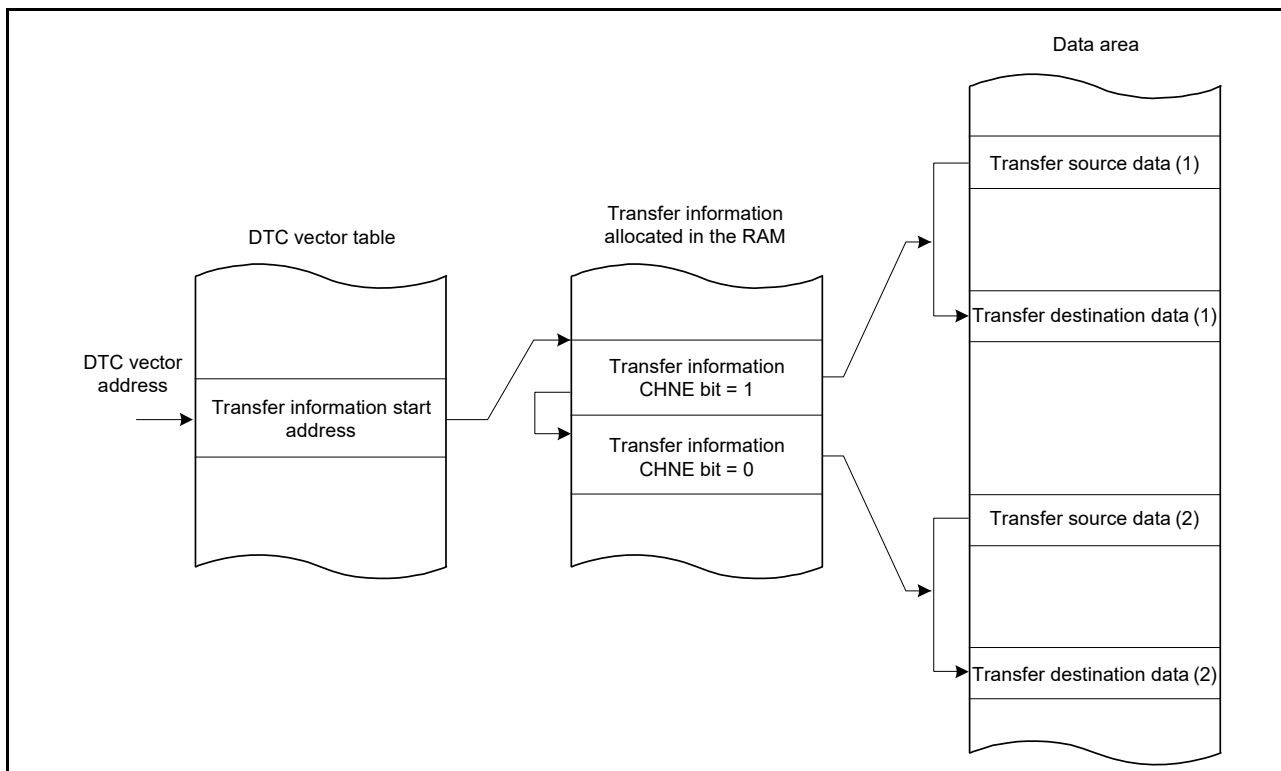 DTC vector table
DTC vector
address
Transfer information start
address
Transfer information
allocated in the RAM
Transfer information
CHNE bit = 1
Transfer information
CHNE bit = 0
Data area
Transfer source data (1)
Transfer destination data (1)
Transfer source data (2)
Transfer destination data (2)